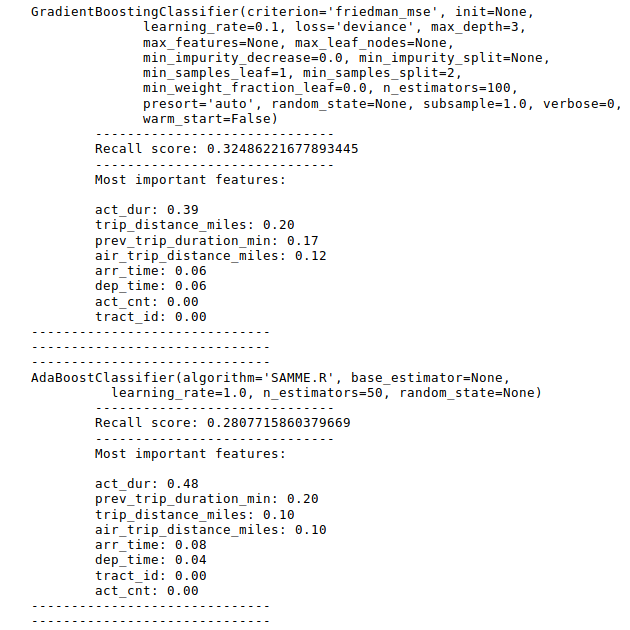 GradientBoostingClassifier(criterion='friedman_mse', init=None,
              learning_rate=0.1, loss='deviance', max_depth=3,
              max_features=None, max_leaf_nodes=None,
              min_impurity_decrease=0.0, min_impurity_split=None,
              min_samples_leaf=1, min_samples_split=2,
              min_weight_fraction_leaf=0.0, n_estimators=100,
              presort='auto', random_state=None, subsample=1.0, verbose=0,
              warm_start=False)
        ------------------------------
        Recall score: 0.32486221677893445
        ------------------------------
        Most important features:

        act_dur: 0.39
        trip_distance_miles: 0.20
        prev_trip_duration_min: 0.17
        air_trip_distance_miles: 0.12
        arr_time: 0.06
        dep_time: 0.06
        act_cnt: 0.00
        tract_id: 0.00
------------------------------
------------------------------
------------------------------
AdaBoostClassifier(algorithm='SAMME.R', base_estimator=None,
          learning_rate=1.0, n_estimators=50, random_state=None)
        ------------------------------
        Recall score: 0.2807715860379669
        ------------------------------
        Most important features:

        act_dur: 0.48
        prev_trip_duration_min: 0.20
        trip_distance_miles: 0.10
        air_trip_distance_miles: 0.10
        arr_time: 0.08
        dep_time: 0.04
        tract_id: 0.00
        act_cnt: 0.00
------------------------------
------------------------------